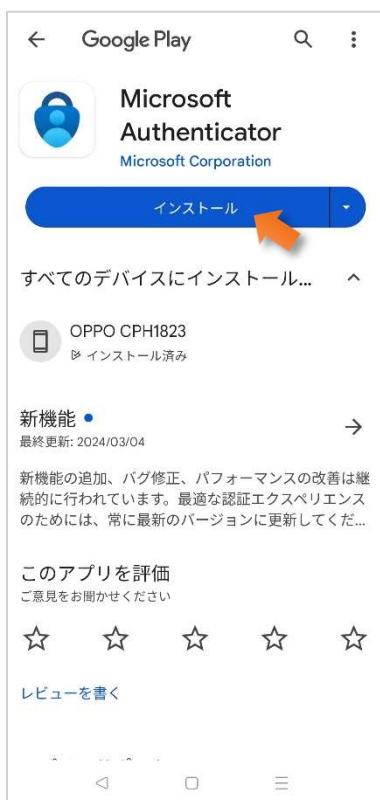 Google Play
Microsoft
Authenticator
Microsoft Corporation
インストール
すべてのデバイスにインストール...
OPPO CPH1823
インストール済み
新機能
最終更新: 2024/03/04
新機能の追加、バグ修正、パフォーマンスの改善は継
続的に行われています。最適な認証エクスペリエンス
のためには、常に最新のバージョンに更新してくだ...
このアプリを評価
ご意見をお聞かせください
レビューを書く